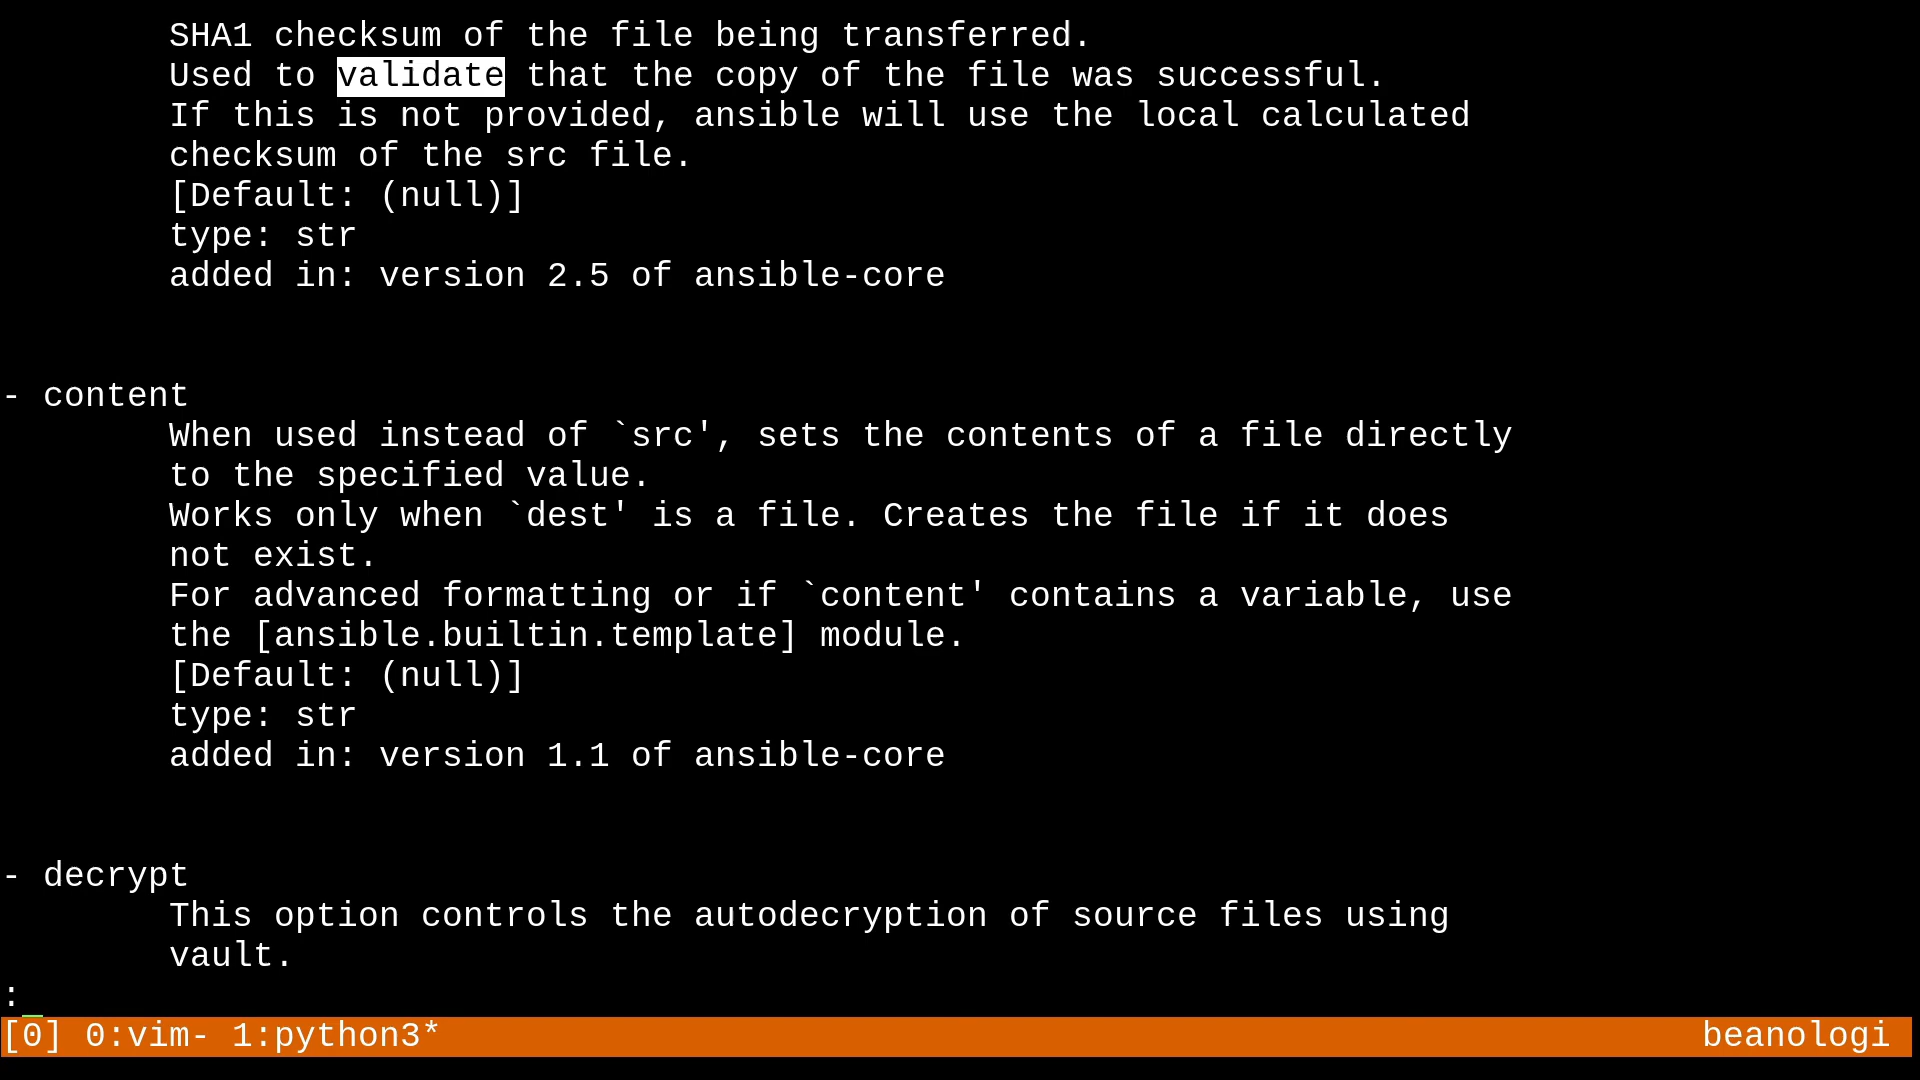 SHA1 checksum of the file being transferred.
Used to validate that the copy of the file was successful.
If this is not provided, ansible will use the local calculated
checksum of the src file.
[Default: (null)]
type: str
added in: version 2.5 of ansible-core
- content
When used instead of `src', sets the contents of a file directly
to the specified value.
Works only when `dest' is a file. Creates the file if it does
not exist.
For advanced formatting or if `content' contains a variable, use
the [ansible.builtin.template] module.
[Default: (null)]
type: str
added in: version 1.1 of ansible-core
- decrypt
This option controls the autodecryption of source files using
vault.
:
[0] 0:vim- 1:python3* beanologi